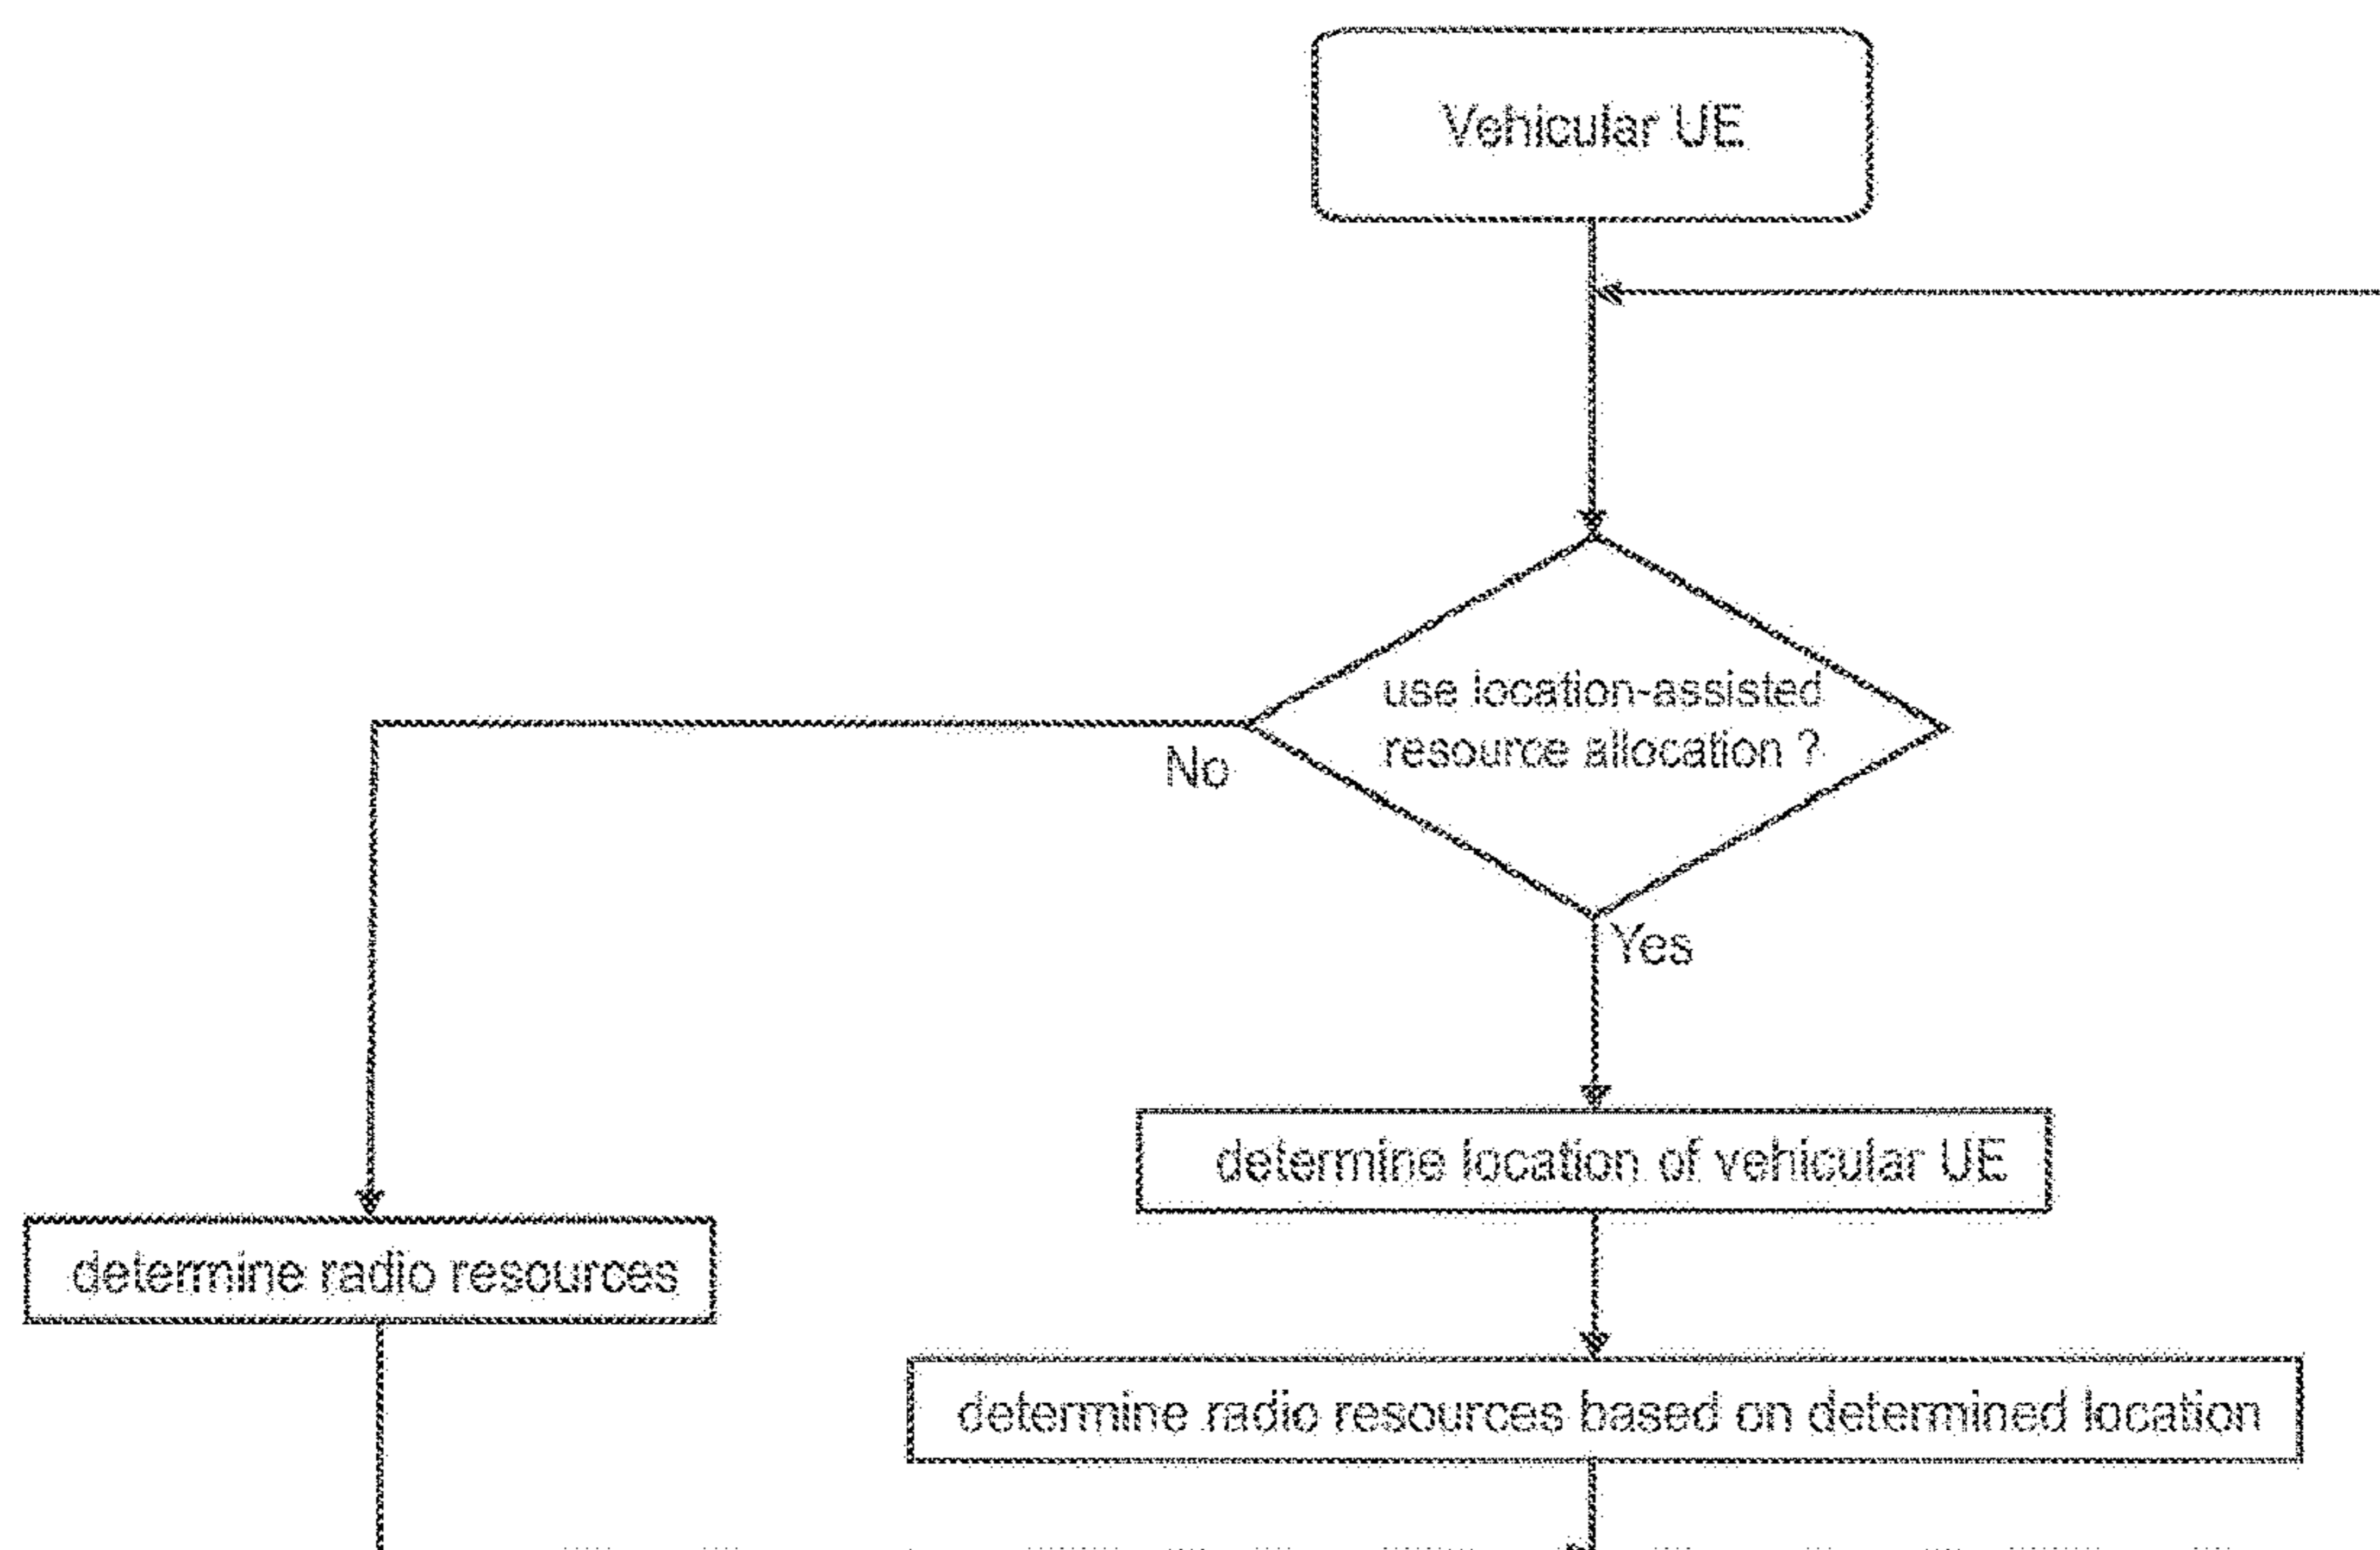 Vehicular UE
use location-assisted
resource allocation ?
No
Yes
determine location of vehicular UE
determine radio resources
determine radio resources based on determined location